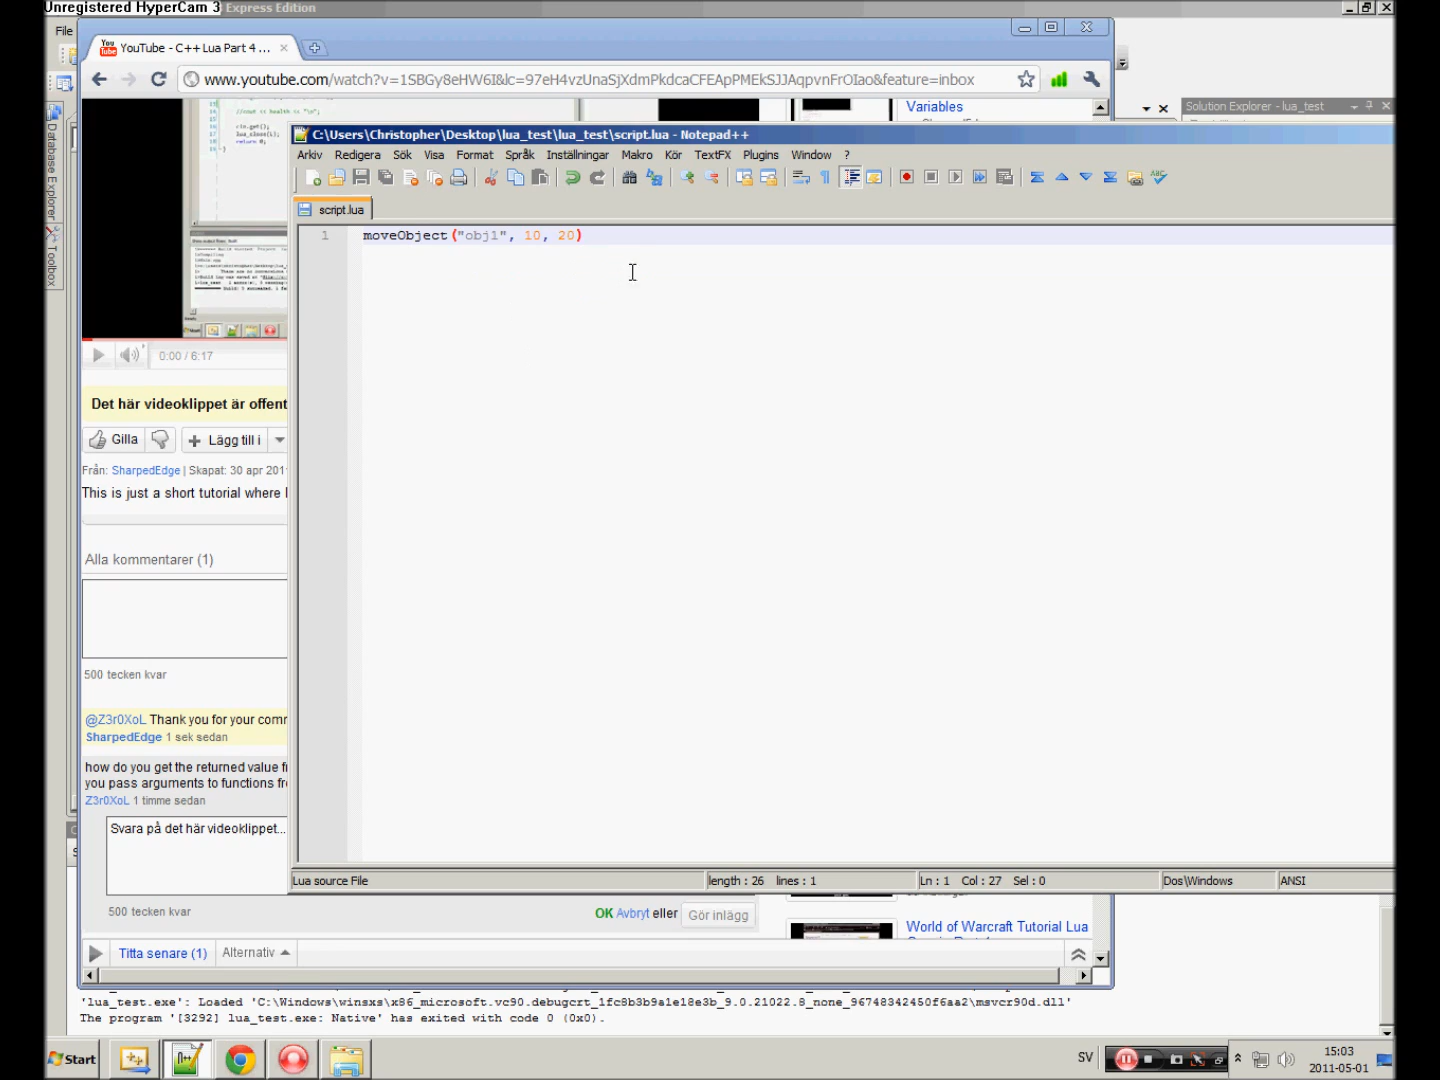 Unregistered HyperCam 3
Express Edition
File
YouTube - C++ Lua Part 4 ...
www.youtube.com/watch?v=1SBGy8eHW6I&lc=97eH4vzUnaSjXdmPkdcaCFEApPMEkSJJAqpvnFrOIao&feature=inbox
Variables
Solution Explorer - lua_test
Database Explorer
Toolbox
//cout << health << "\n";
cin.get();
lua_close(L);
return 0;
C:\Users\Christopher\Desktop\lua_test\lua_test\script.lua - Notepad++
Arkiv Redigera Sök Visa Format Språk Inställningar Makro Kör TextFX Plugins Window ?
script.lua
1 moveObject("obj1", 10, 20)
0:00 / 6:17
Det här videoklippet är offent
Gilla
Lägg till i
Från: SharpedEdge | Skapat: 30 apr 201
This is just a short tutorial where
Alla kommentarer (1)
500 tecken kvar
@Z3r0XoL Thank you for your comm
SharpedEdge 1 sek sedan
how do you get the returned value
you pass arguments to functions
Z3r0XoL 1 timme sedan
Svara på det här videoklippet...
Lua source File
length : 26 lines : 1
Ln : 1 Col : 27 Sel : 0
Dos\Windows
ANSI
500 tecken kvar
OK Avbryt eller Gör inlägg
World of Warcraft Tutorial Lua
Titta senare (1)
Alternativ
'lua_test.exe': Loaded 'C:\Windows\winsxs\x86_microsoft.vc90.debugcrt_1fc8b3b9a1e18e3b_9.0.21022.8_none_96748342450f6aa2\msvcr90d.dll'
The program '[3292] lua_test.exe: Native' has exited with code 0 (0x0).
Start
SV
15:03
2011-05-01